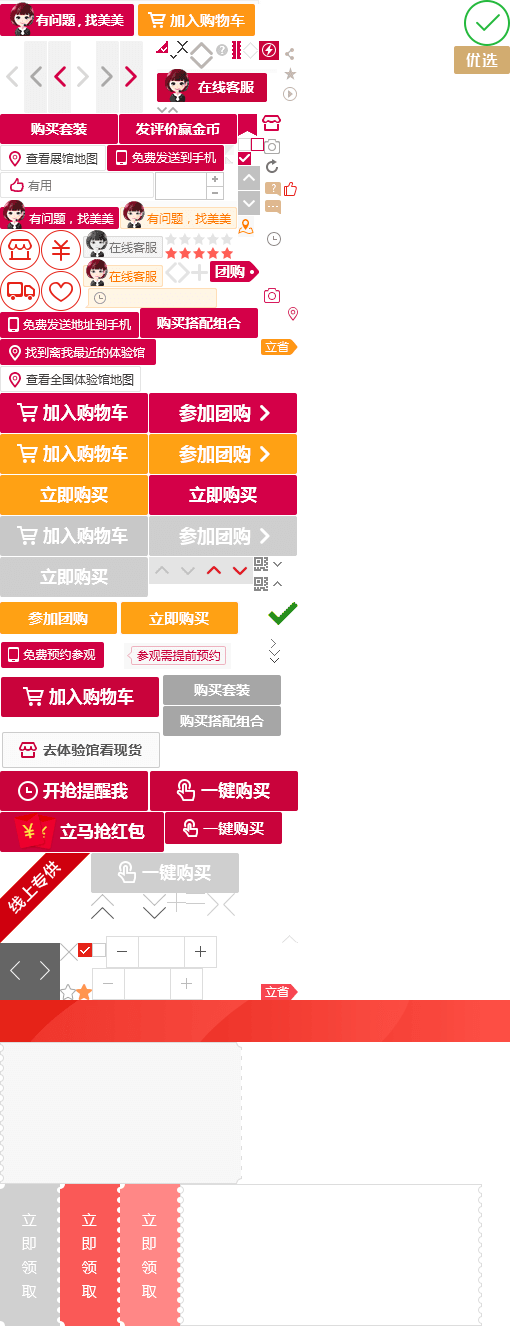 有问题，找美美
加入购物车
优选
在线客服
购买套装
发评价赢金币
查看展馆地图
免费发送到手机
有用
有问题，找美美
有问题，找美美
在线客服
在线客服
团购
免费发送地址到手机
购买搭配组合
找到离我最近的体验馆
立省
查看全国体验馆地图
加入购物车
参加团购
加入购物车
参加团购
立即购买
立即购买
加入购物车
参加团购
立即购买
参加团购
立即购买
免费预约参观
参观需提前预约
加入购物车
购买套装
购买搭配组合
去体验馆看现货
开抢提醒我
一键购买
立马抢红包
一键购买
线上专供
一键购买
立省
立即领取
立即领取
立即领取